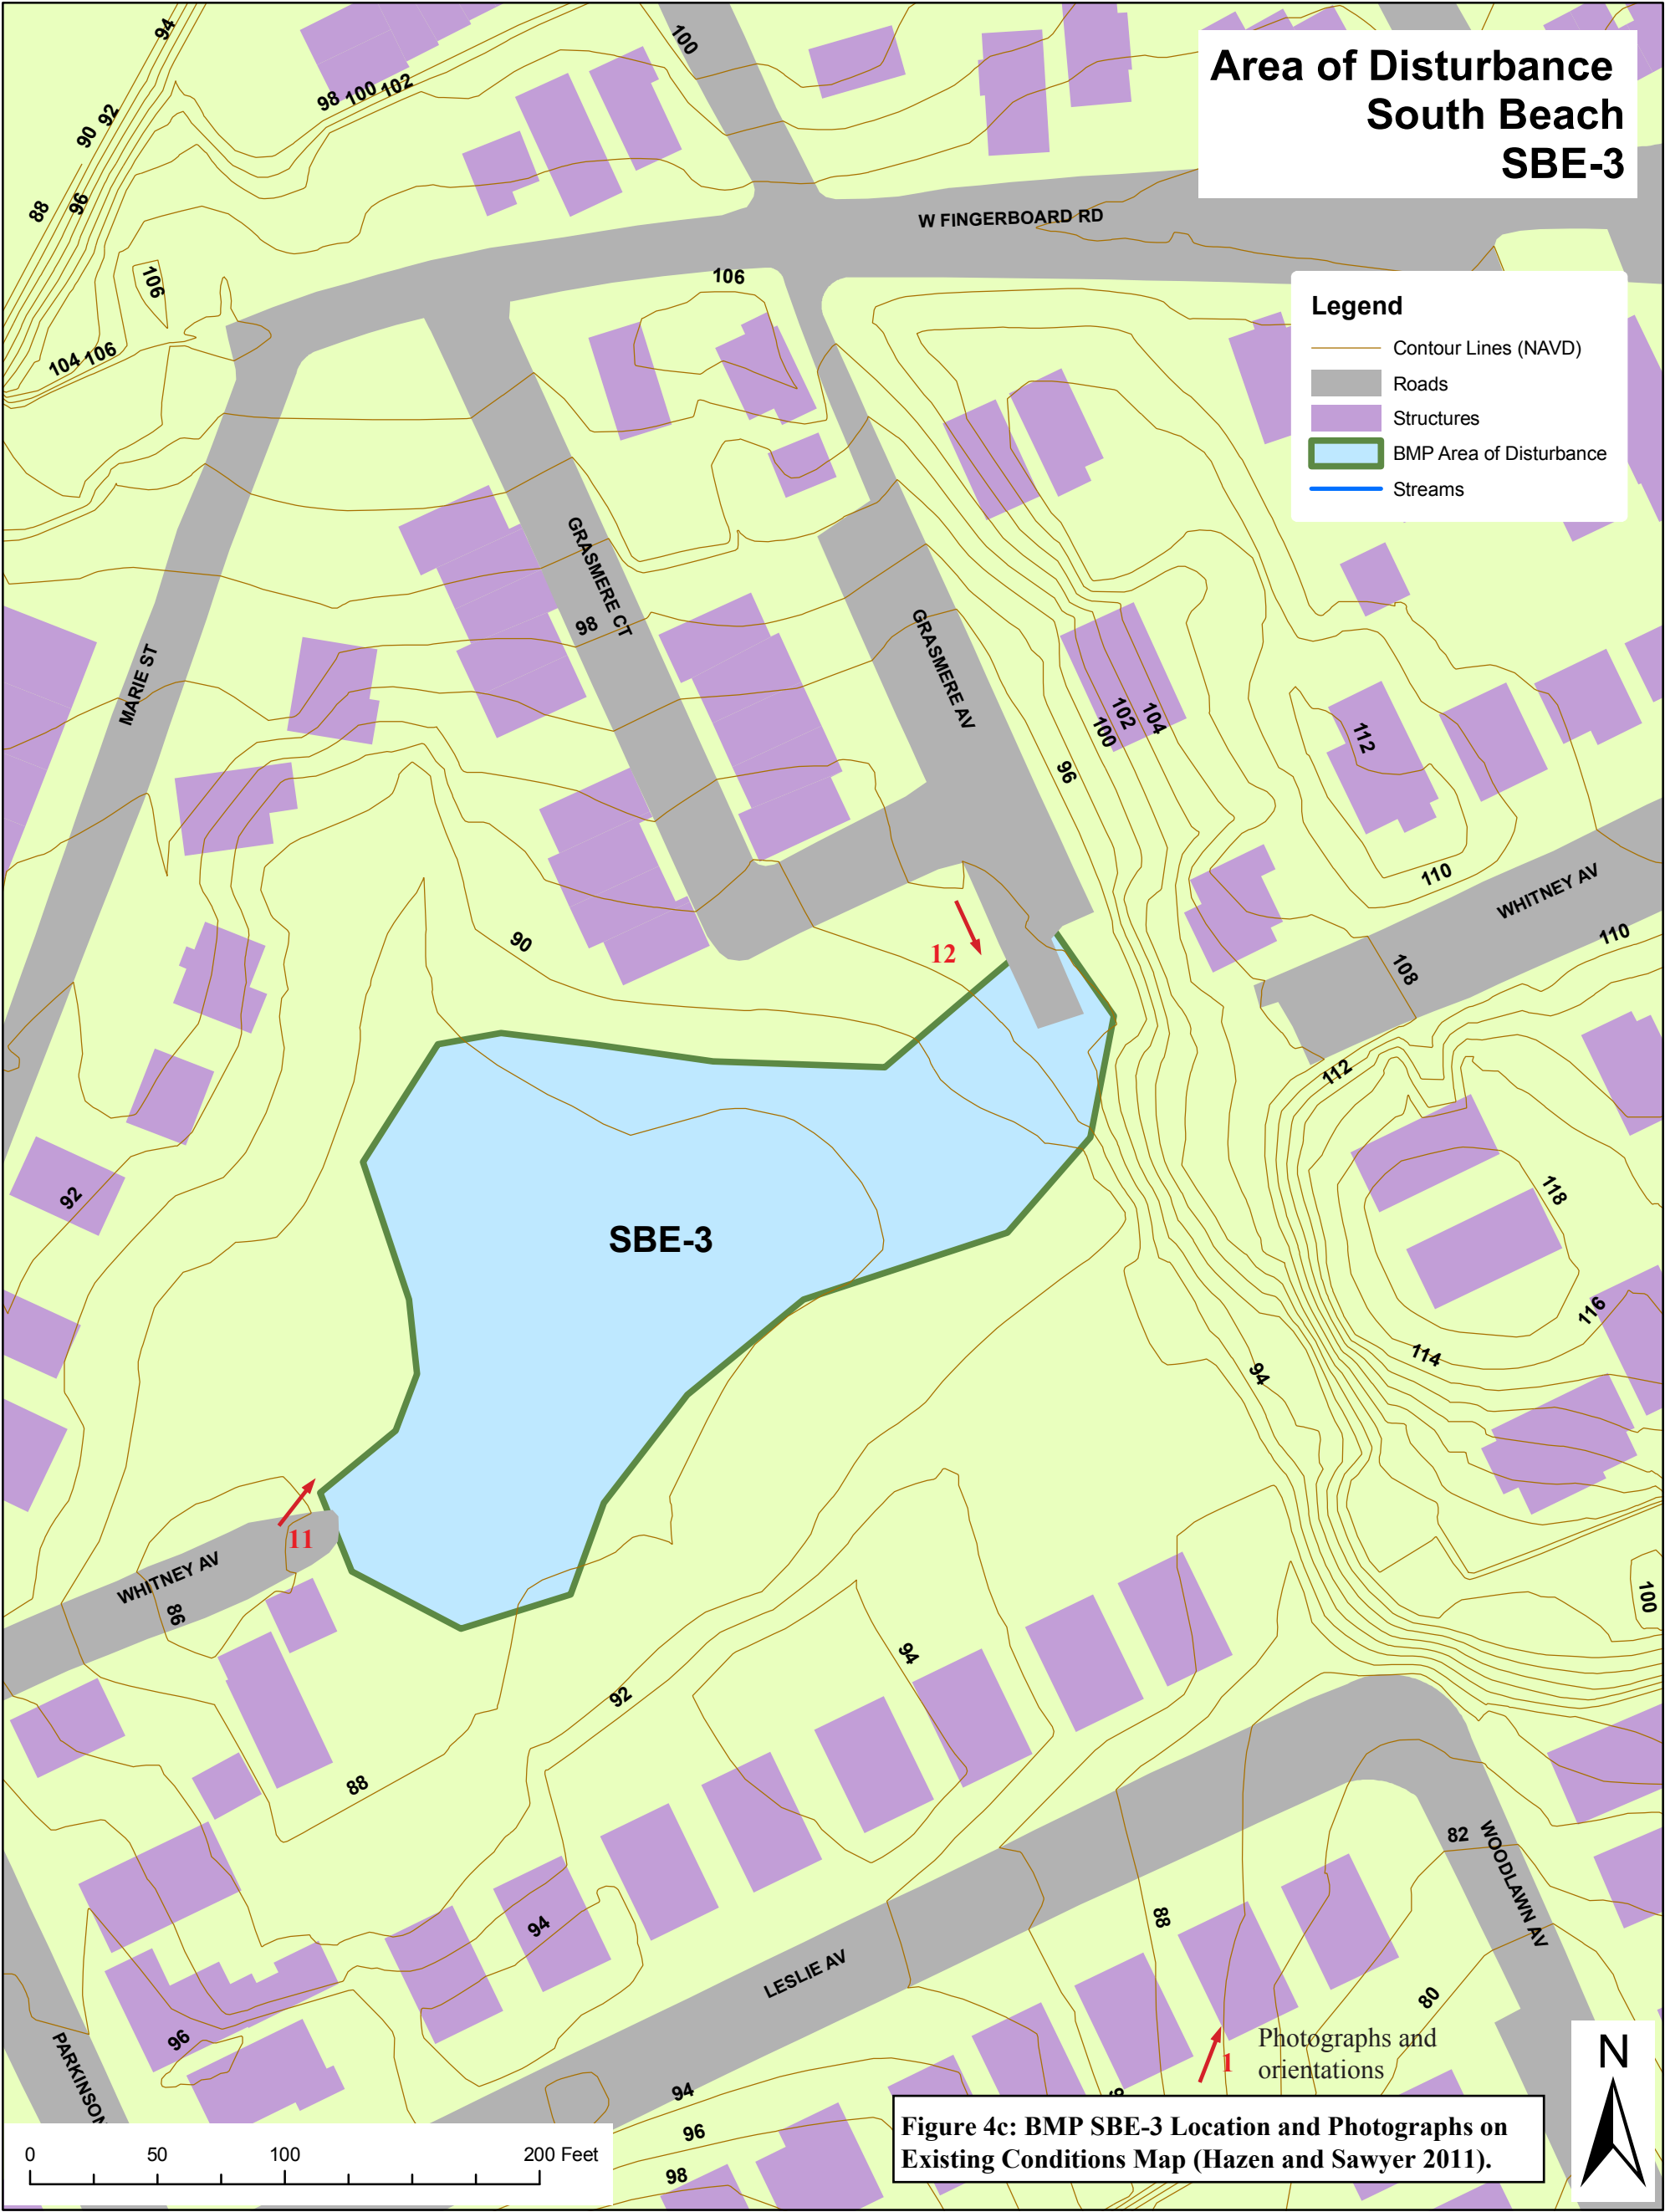 Area of Disturbance
South Beach
SBE-3
94
100
98 100 102
90 92
88
96
W FINGERBOARD RD
106
106
104 106
Legend
Contour Lines (NAVD)
Roads
Structures
BMP Area of Disturbance
Streams
GRASMERE CT
98
GRASMERE AV
MARIE ST
96
100
102
104
112
110
WHITNEY AV
110
108
90
12
112
92
118
SBE-3
116
114
94
11
WHITNEY AV
86
100
94
92
88
82
WOODLAWN AV
94
88
LESLIE AV
80
96
PARKINSON
Photographs and
1
orientations
N
94
96
98
Figure 4c: BMP SBE-3 Location and Photographs on
Existing Conditions Map (Hazen and Sawyer 2011).
0 50 100 200 Feet